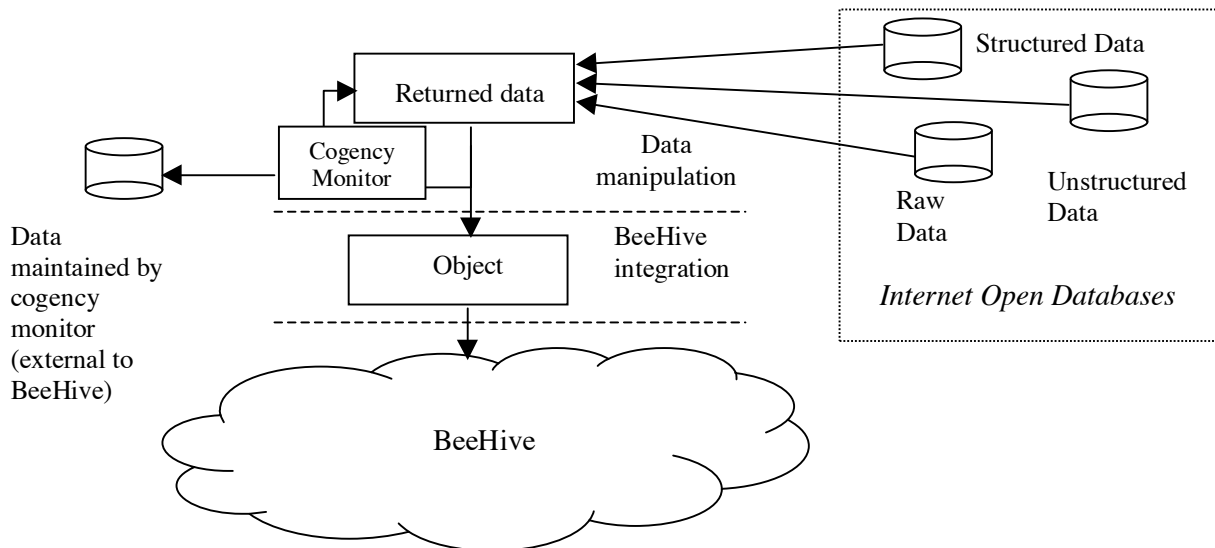 Structured Data
Returned data
Cogency
Monitor
Data
manipulation
Raw
Data
Unstructured
Data
Data
maintained by
cogency
monitor
(external to
BeeHive)
BeeHive
integration
Object
Internet Open Databases
BeeHive